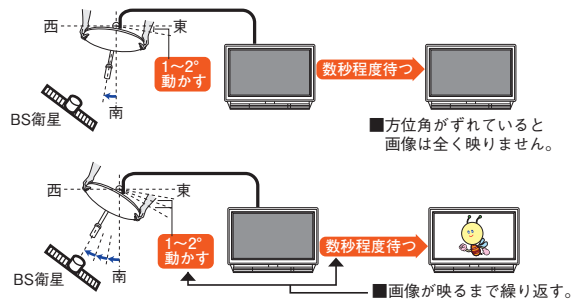 西
東
1〜2°
動かす
数秒程度待つ
南
BS衛星
■方位角がずれていると
画像は全く映りません。
西
東
1〜2°
動かす
数秒程度待つ
南
BS衛星
■画像が映るまで繰り返す。